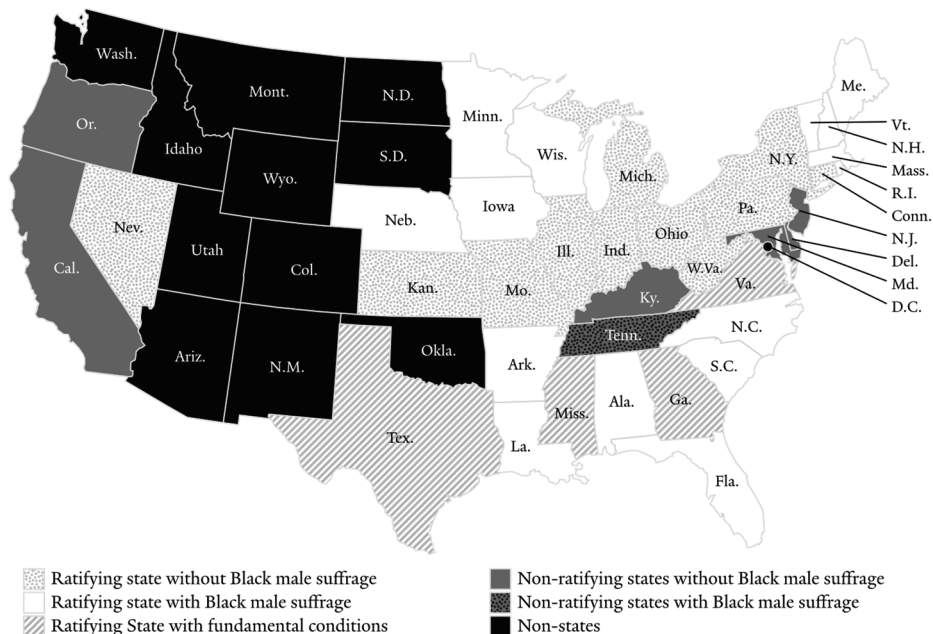 Wash.
Mont.
N.D.
Minn.
Me.
Or.
Idaho
S.D.
Wis.
Mich.
N.Y.
Vt.
N.H.
Mass.
R.I.
Conn.
N.J.
Del.
Md.
D.C.
Wyo.
Iowa
Neb.
Nev.
Utah
Col.
Cal.
Kan.
Mo.
Ill.
Ind.
Ohio
Pa.
W.Va.
Va.
Ky.
Tenn.
N.C.
S.C.
Ariz.
N.M.
Okla.
Ark.
Tex.
La.
Miss.
Ala.
Ga.
Fla.
Ratifying state without Black male suffrage
Ratifying state with Black male suffrage
Ratifying State with fundamental conditions
Non-ratifying states without Black male suffrage
Non-ratifying states with Black male suffrage
Non-states